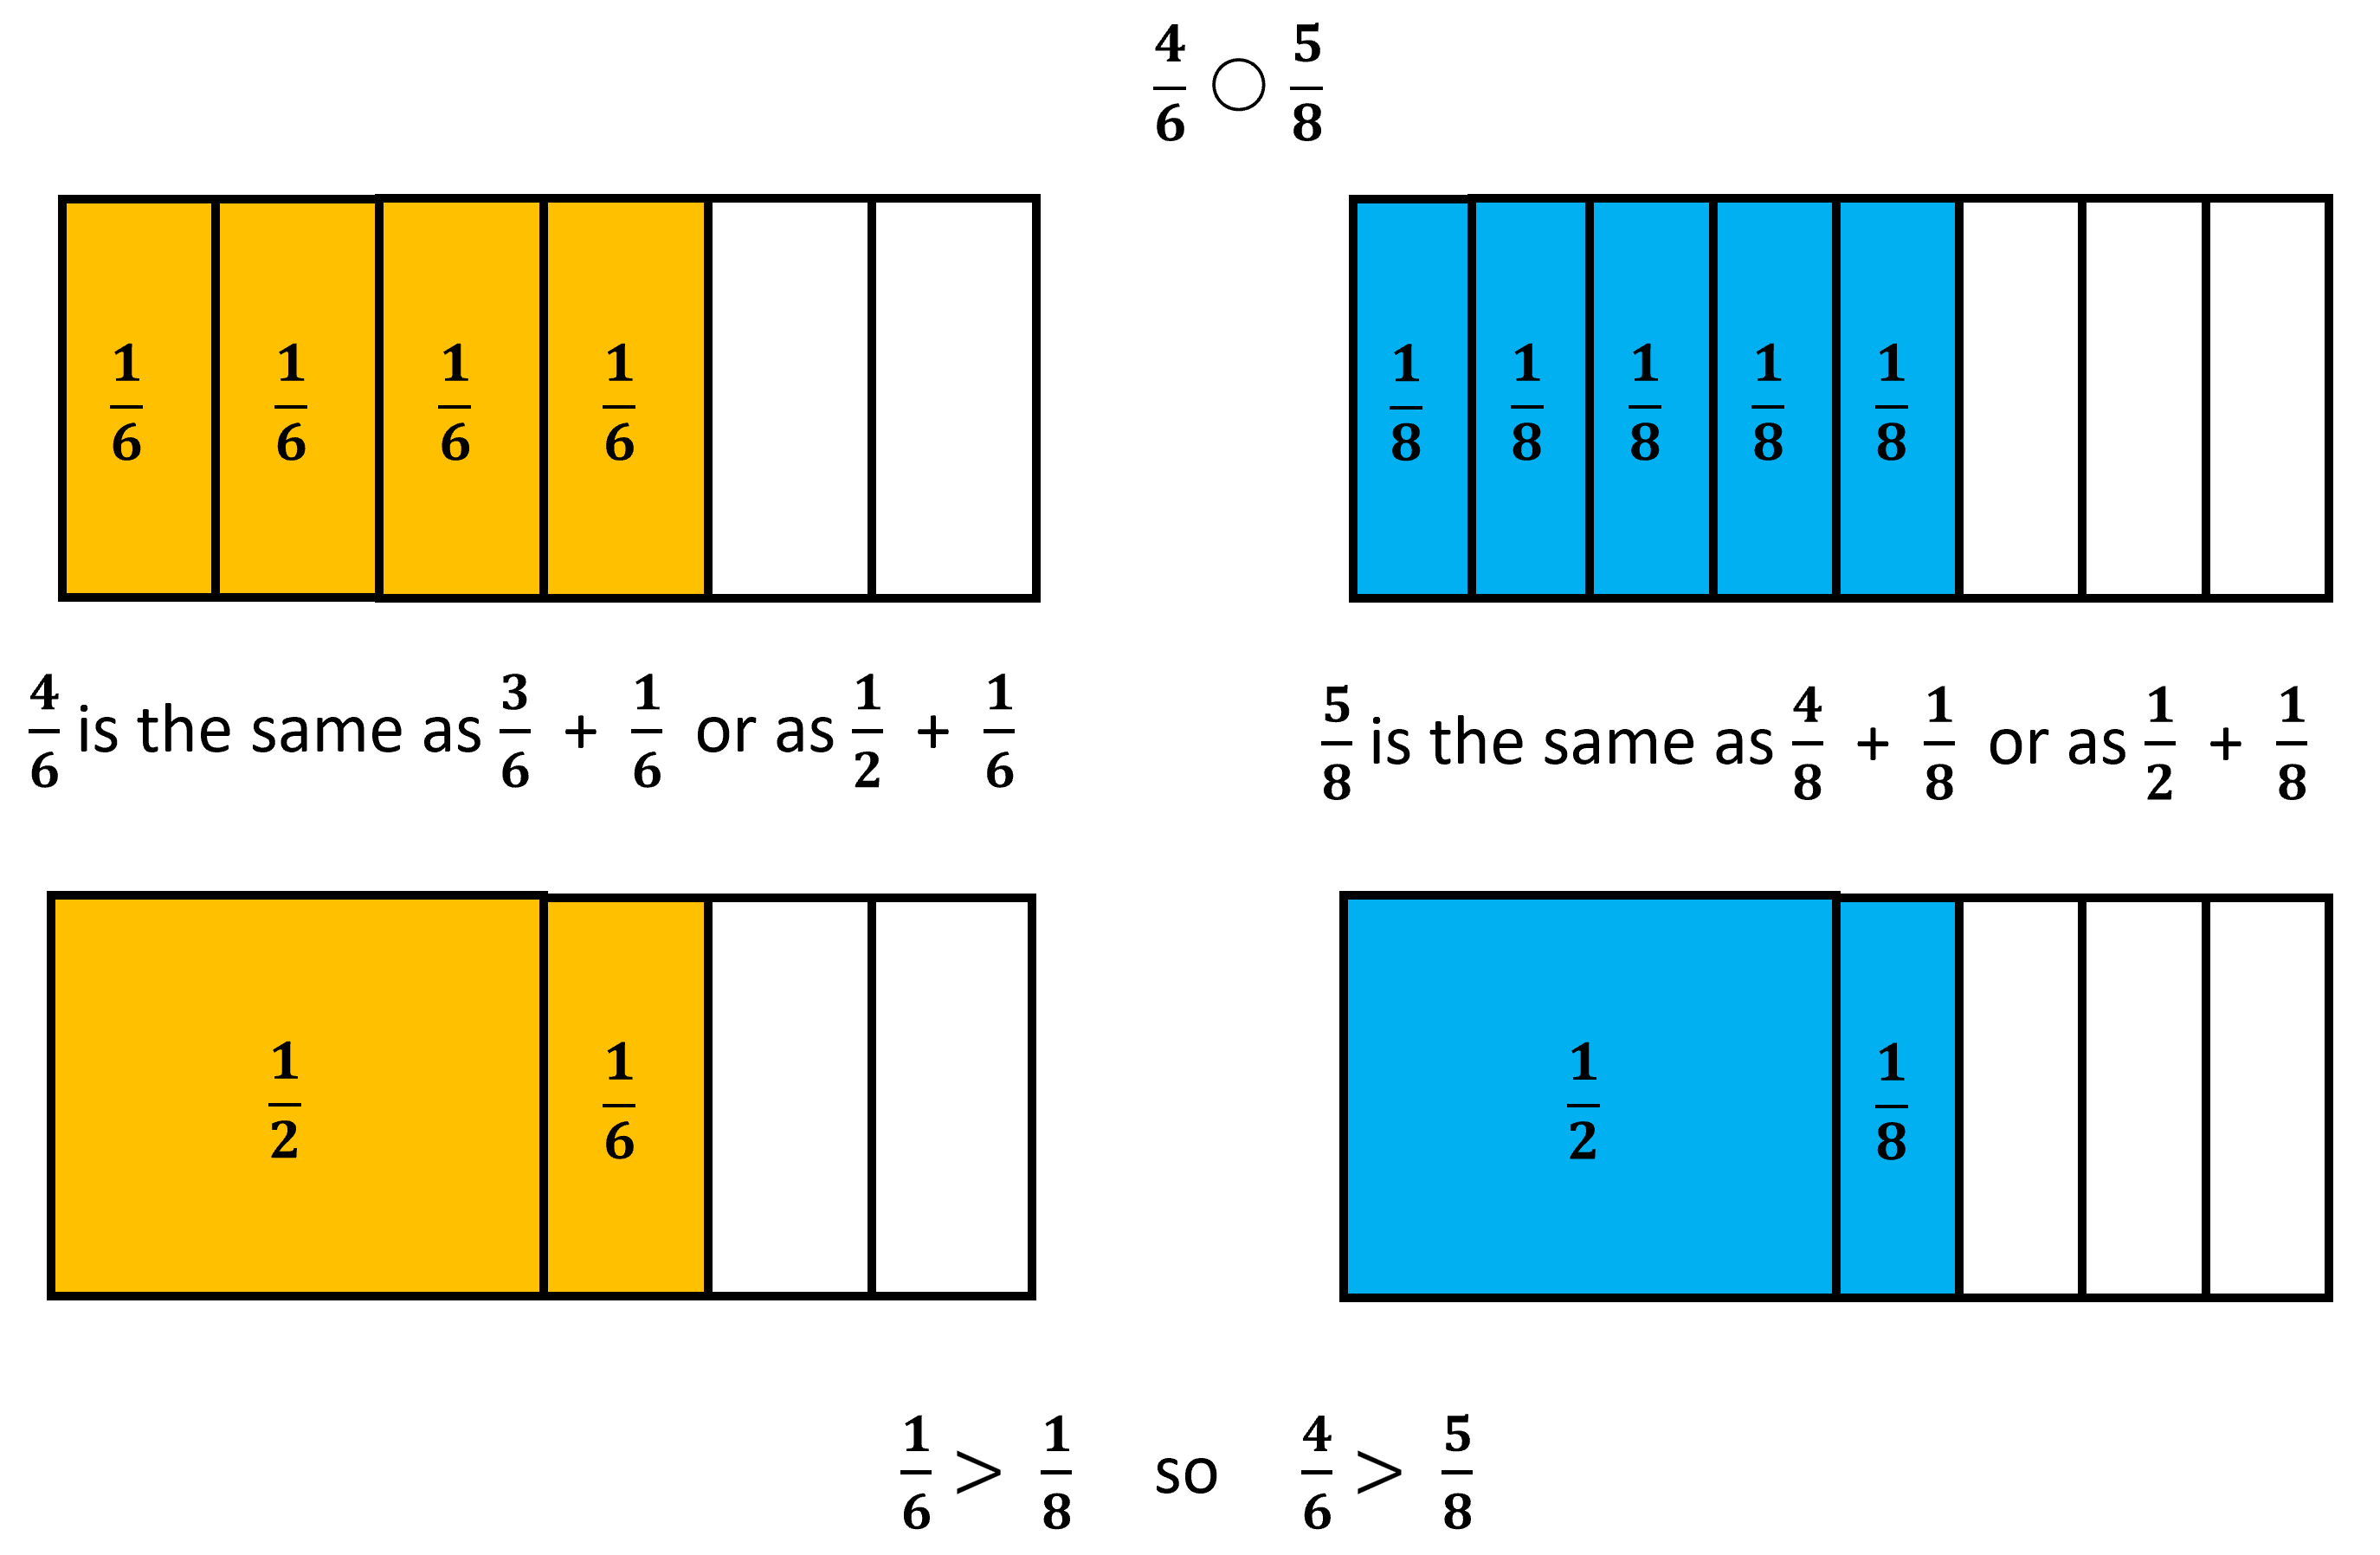 4/6 ○ 5/8
1/6 1/6 1/6 1/6
1/8 1/8 1/8 1/8 1/8
4/6 is the same as 3/6 + 1/6 or as 1/2 + 1/6
5/8 is the same as 4/8 + 1/8 or as 1/2 + 1/8
1/2 1/6
1/2 1/8
1/6 > 1/8 so 4/6 > 5/8